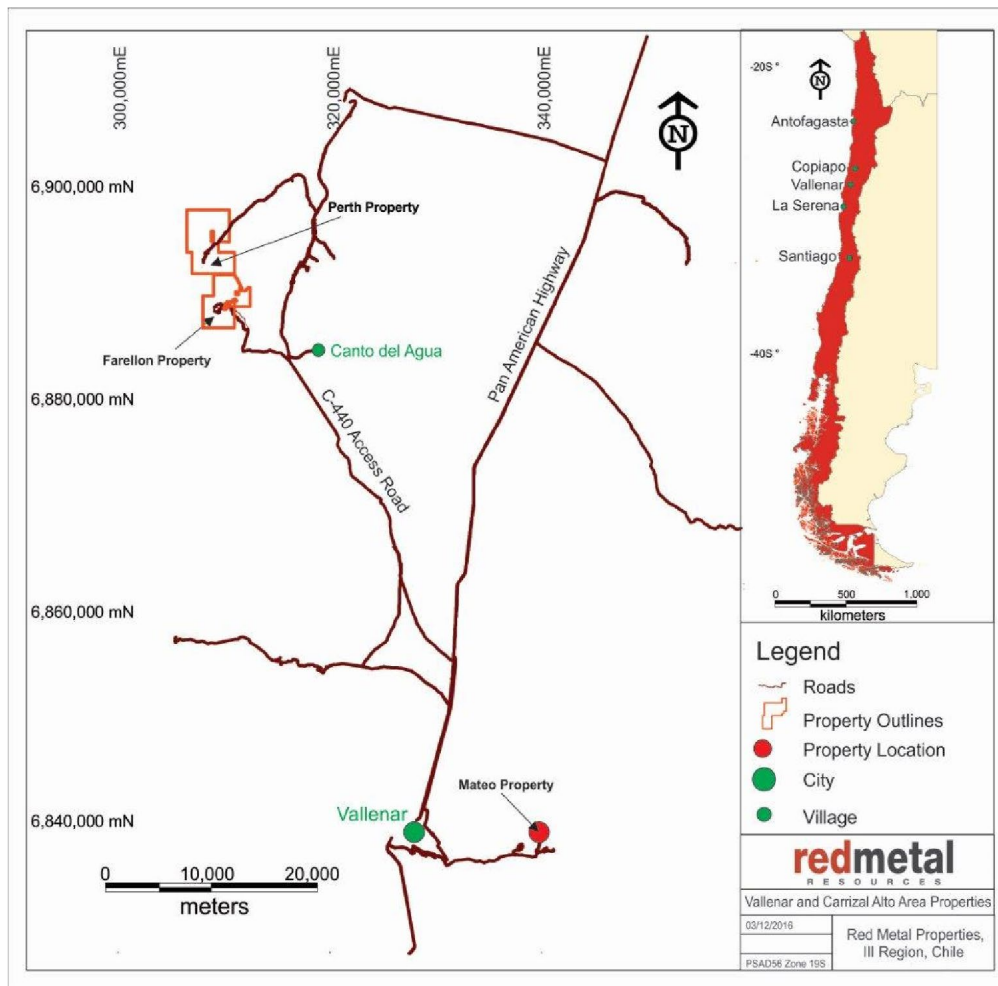 300,000mE
320,000mE
340,000mE
N
6,900,000 mN
Perth Property
Pan American Highway
Farellon Property
Canto del Agua
6,880,000 mN
C-440 Access Road
6,860,000 mN
Mateo Property
Vallenar
6,840,000 mN
0 10,000 20,000
meters
-20S °
N
Antofagasta
Copiapo
Vallenar
La Serena
Santiago
-40S °
0 500 1,000
kilometers
Legend
Roads
Property Outlines
Property Location
City
Village
redmetal
RESOURCES
Vallenar and Carrizal Alto Area Properties
03/12/2016
Red Metal Properties,
III Region, Chile
PSAD56 Zone 19S